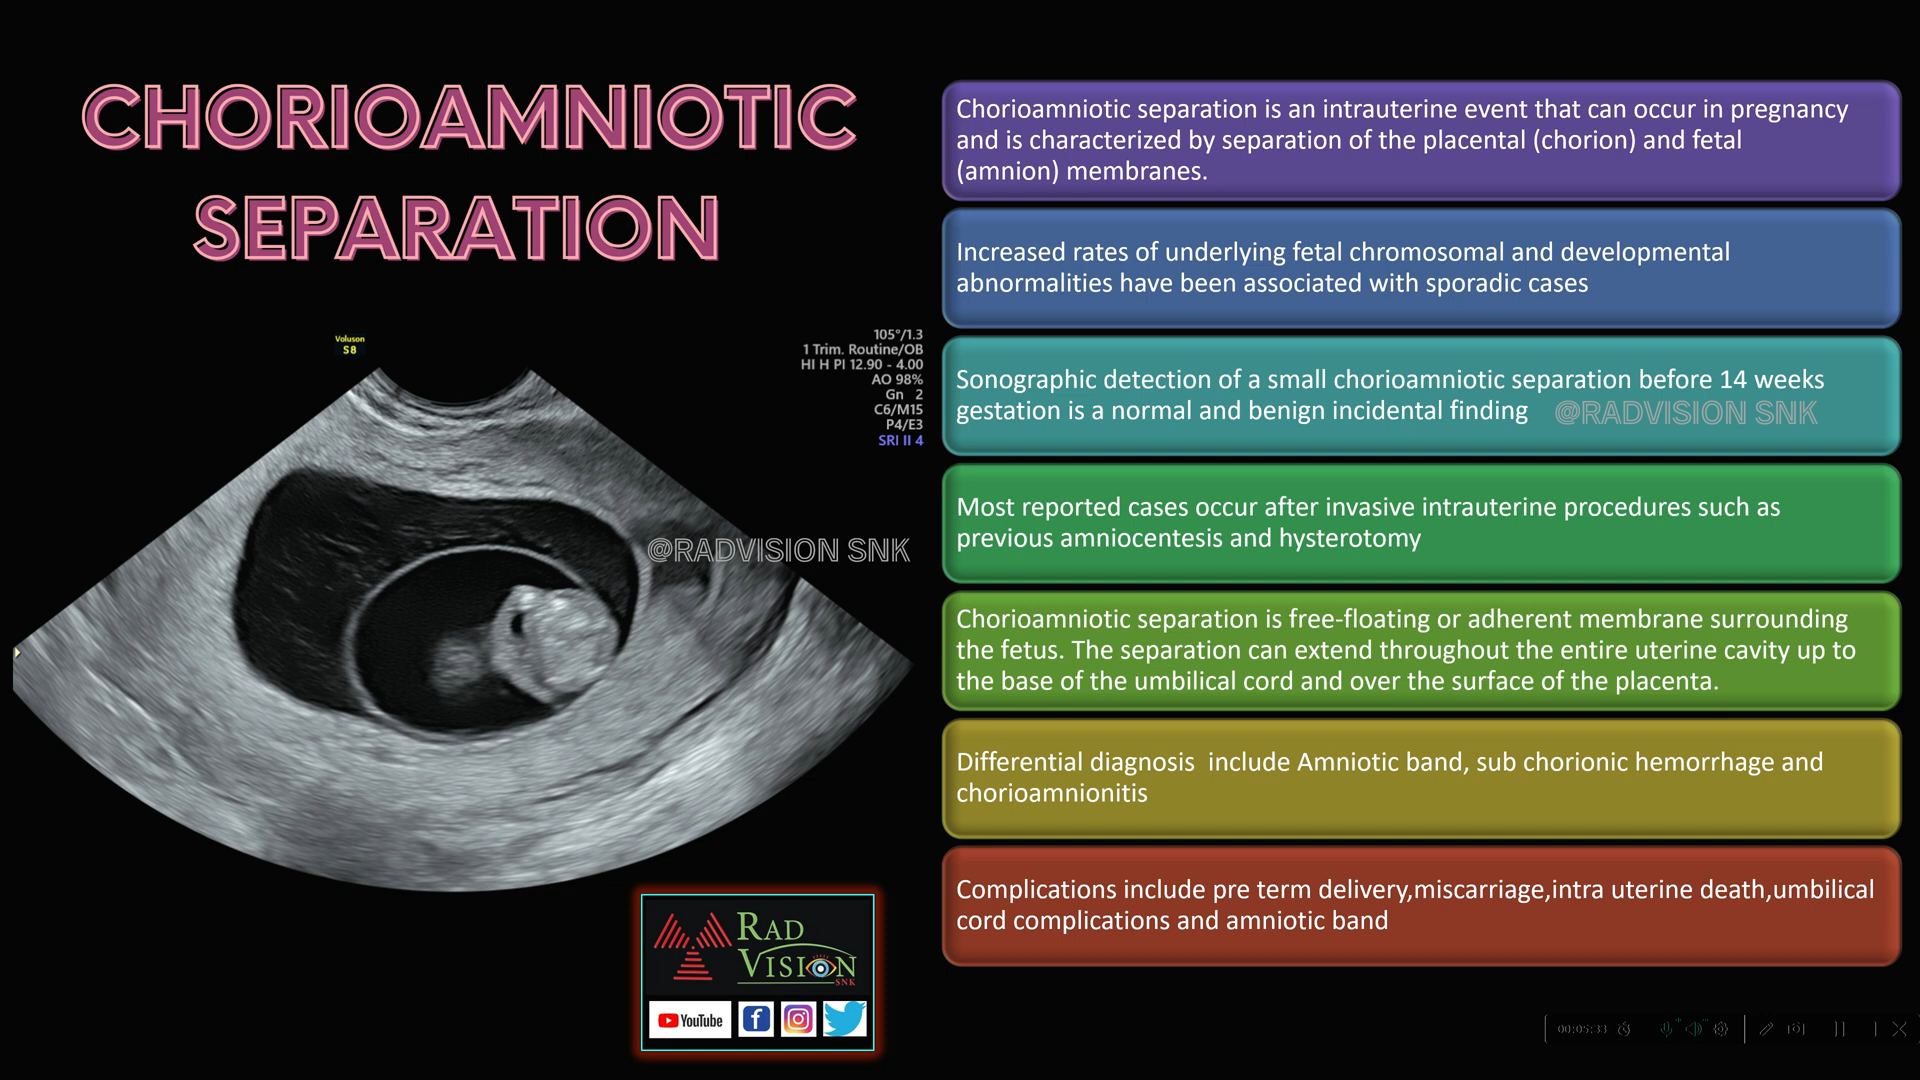 CHORIOAMNIOTIC
SEPARATION
Voluson
S8
105°/1.3
1 Trim. Routine/OB
HI H PI 12.90 - 4.00
AO 98%
Gn 2
C6/M15
P4/E3
SRI II 4
@RADVISION SNK
Chorioamniotic separation is an intrauterine event that can occur in pregnancy
and is characterized by separation of the placental (chorion) and fetal
(amnion) membranes.
Increased rates of underlying fetal chromosomal and developmental
abnormalities have been associated with sporadic cases
Sonographic detection of a small chorioamniotic separation before 14 weeks
gestation is a normal and benign incidental finding
@RADVISION SNK
Most reported cases occur after invasive intrauterine procedures such as
previous amniocentesis and hysterotomy
Chorioamniotic separation is free-floating or adherent membrane surrounding
the fetus. The separation can extend throughout the entire uterine cavity up to
the base of the umbilical cord and over the surface of the placenta.
Differential diagnosis  include Amniotic band, sub chorionic hemorrhage and
chorioamnionitis
Complications include pre term delivery,miscarriage,intra uterine death,umbilical
cord complications and amniotic band
RAD
VISION
SNK
YouTube
00:05:33